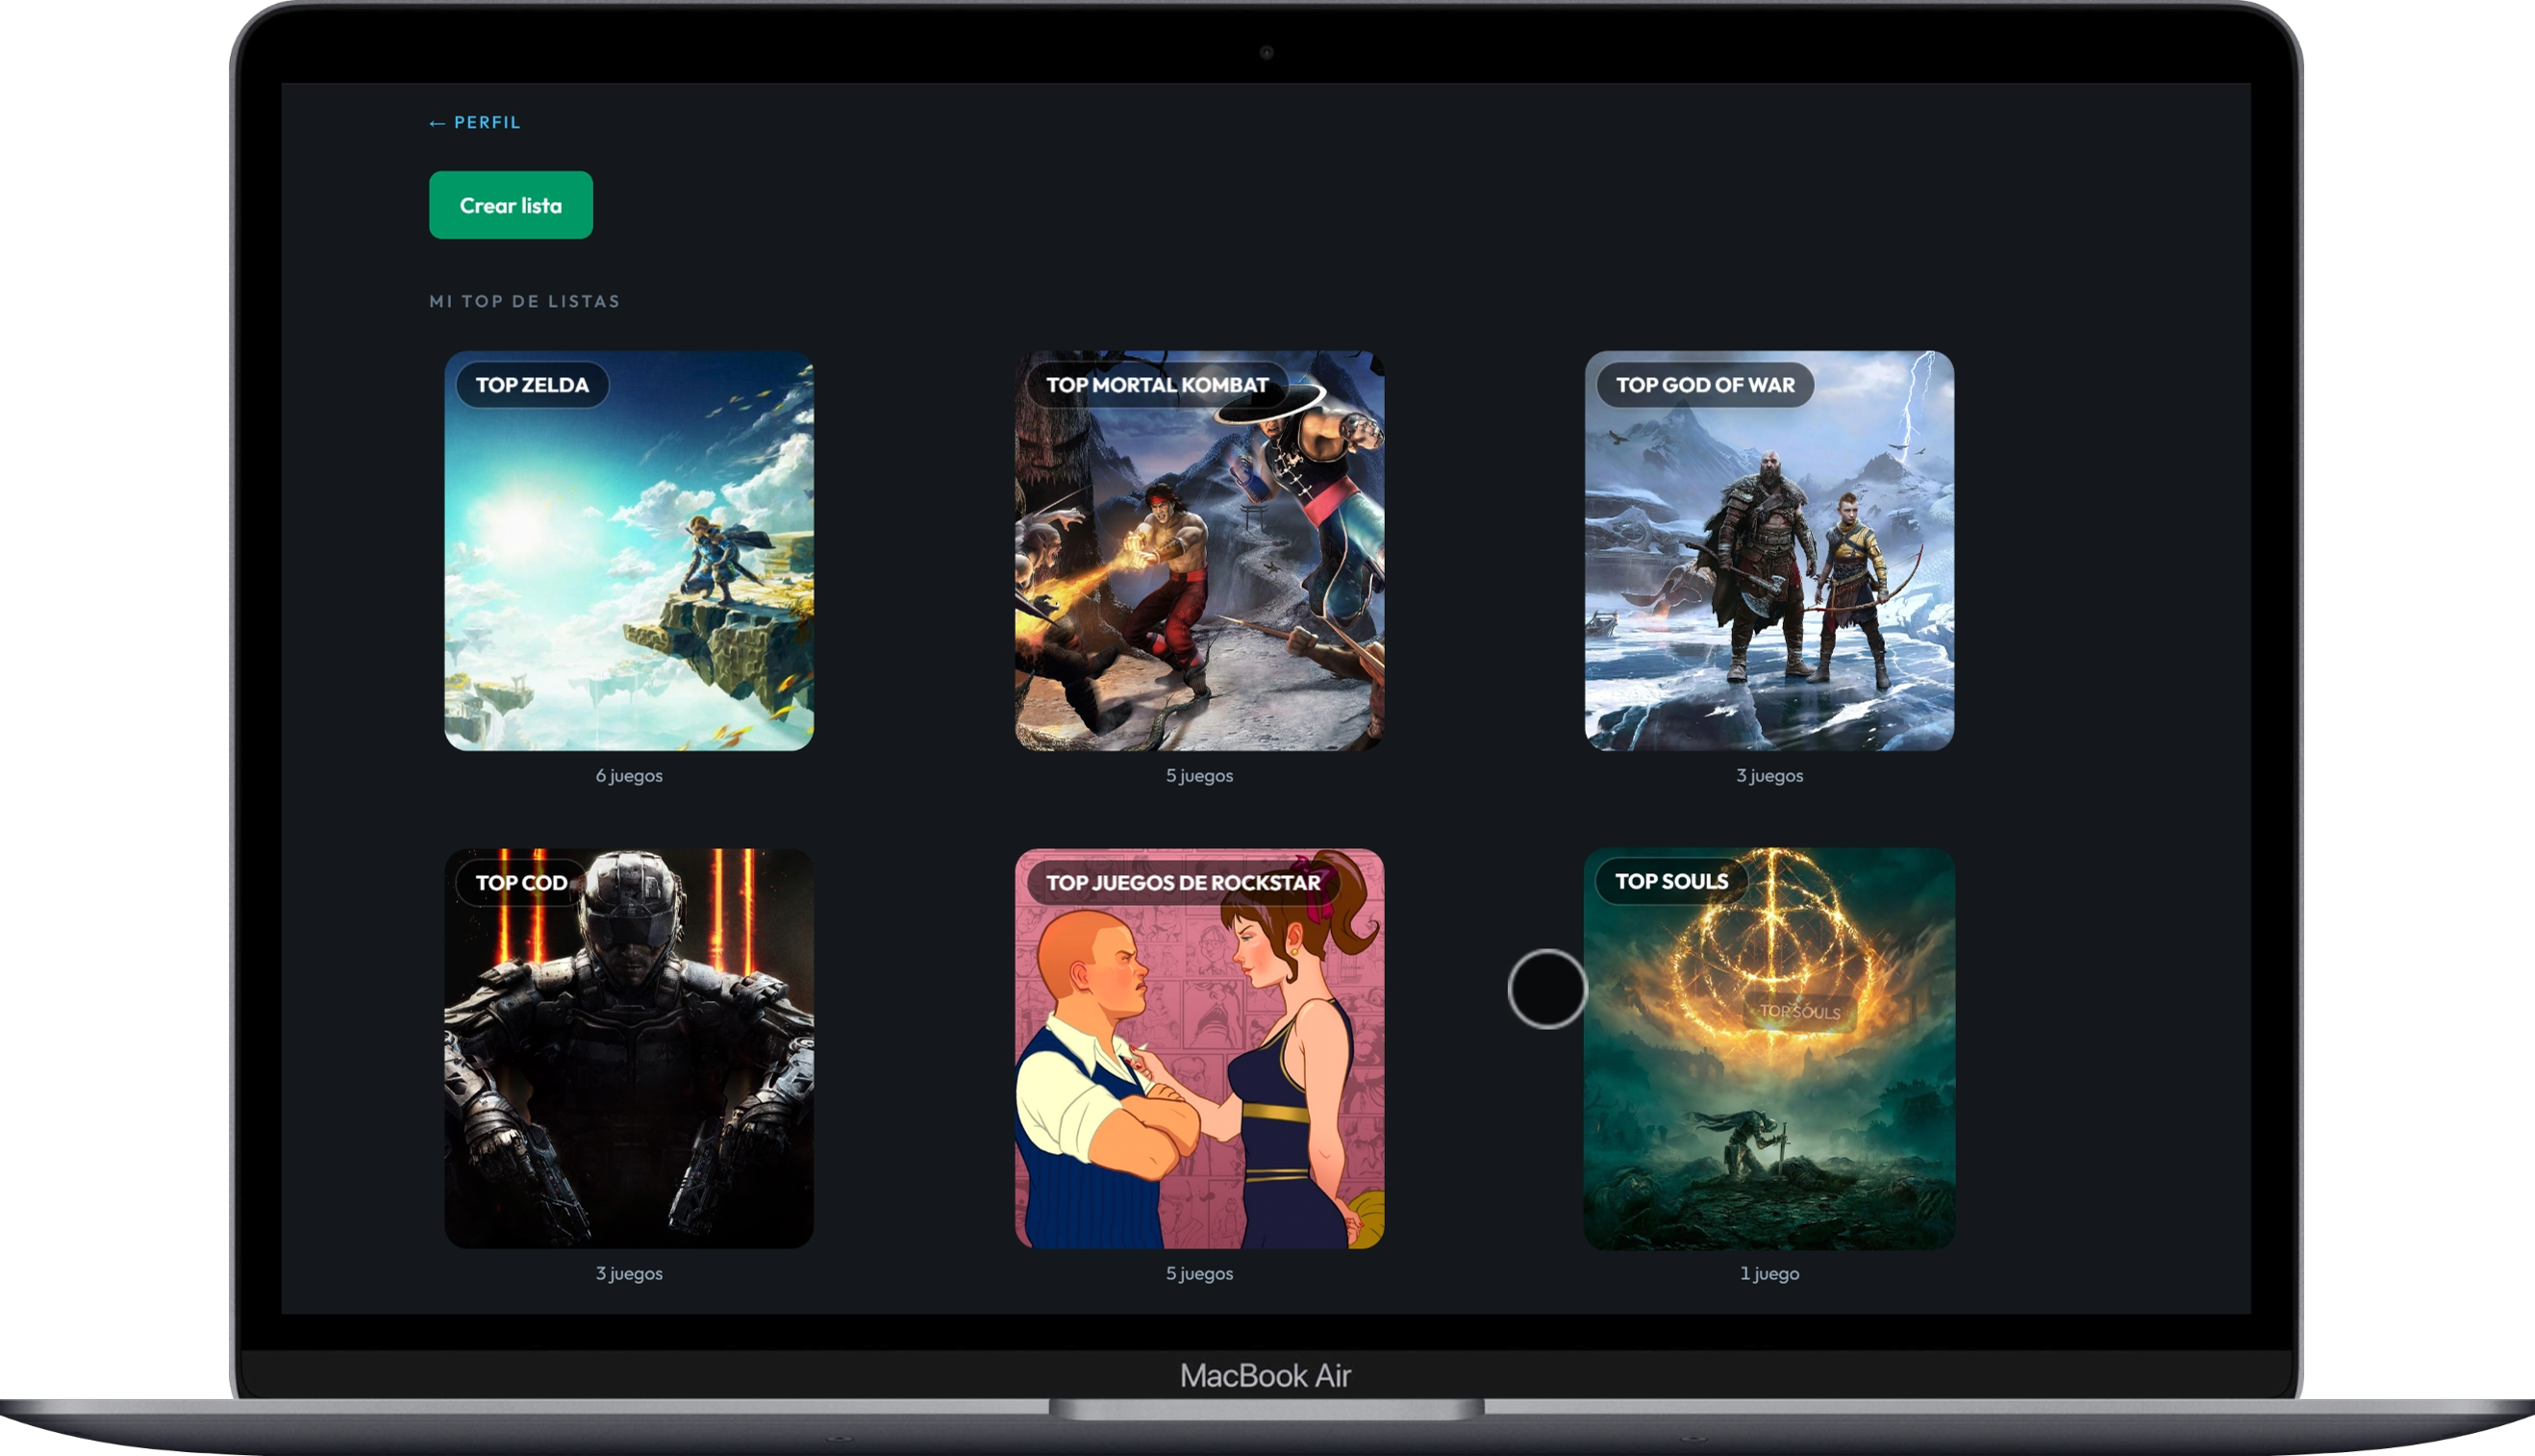 ← PERFIL
Crear lista
MI TOP DE LISTAS
TOP ZELDA
TOP MORTAL KOMBAT
TOP GOD OF WAR
6 juegos
5 juegos
3 juegos
TOP COD
TOP JUEGOS DE ROCKSTAR
TOP SOULS
TOP SOULS
3 juegos
5 juegos
1 juego
MacBook Air